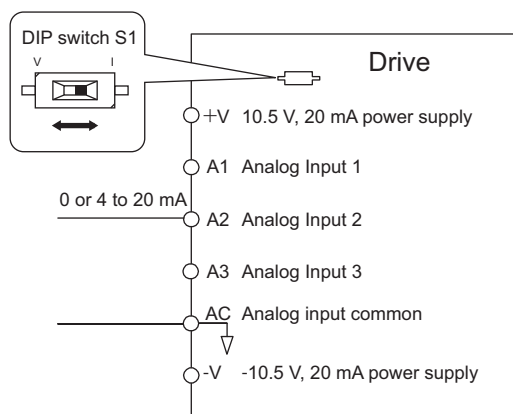 DIP switch S1
V I
Drive
+V 10.5 V, 20 mA power supply
A1 Analog Input 1
0 or 4 to 20 mA
A2 Analog Input 2
A3 Analog Input 3
AC Analog input common
-V -10.5 V, 20 mA power supply